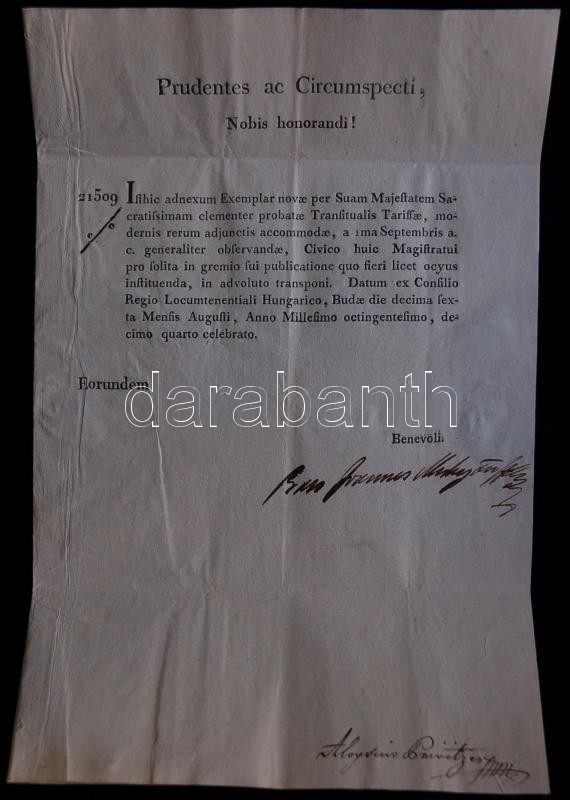 Prudentes ac Circumspecti,
Nobis honorandi!
21509 Isthic adnexum Exemplar novæ per Suam Majestatem Sa-
cratissimam clementer probatæ Transitualis Tariffæ, mo-
dernis rerum adjunctis accommodæ, a 1ma Septembris a.
c. generaliter observandæ, Civico huic Magistratui
pro solita in gremio sui publicatione quo fieri licet ocyus
instituenda, in advoluto transponi. Datum ex Consilio
Regio Locumtenentiali Hungarico, Budæ die decima sex-
ta Mensis Augusti, Anno Millesimo octingentesimo, de-
cimo quarto celebrato.
Eorundem
darabanth
Benevoli
Joannes
Aloysius